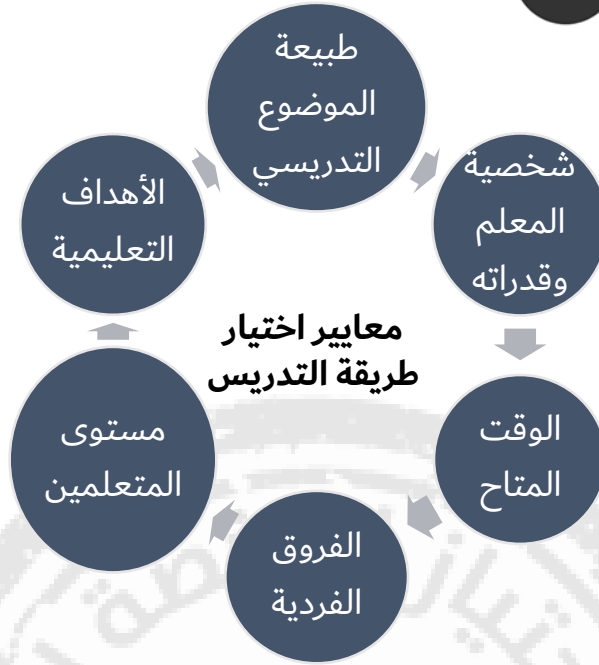 طبيعة
الموضوع
التدريسي
شخصية
المعلم
وقدراته
الوقت
المتاح
الفروق
الفردية
مستوى
المتعلمين
الأهداف
التعليمية
معايير اختيار
طريقة التدريس